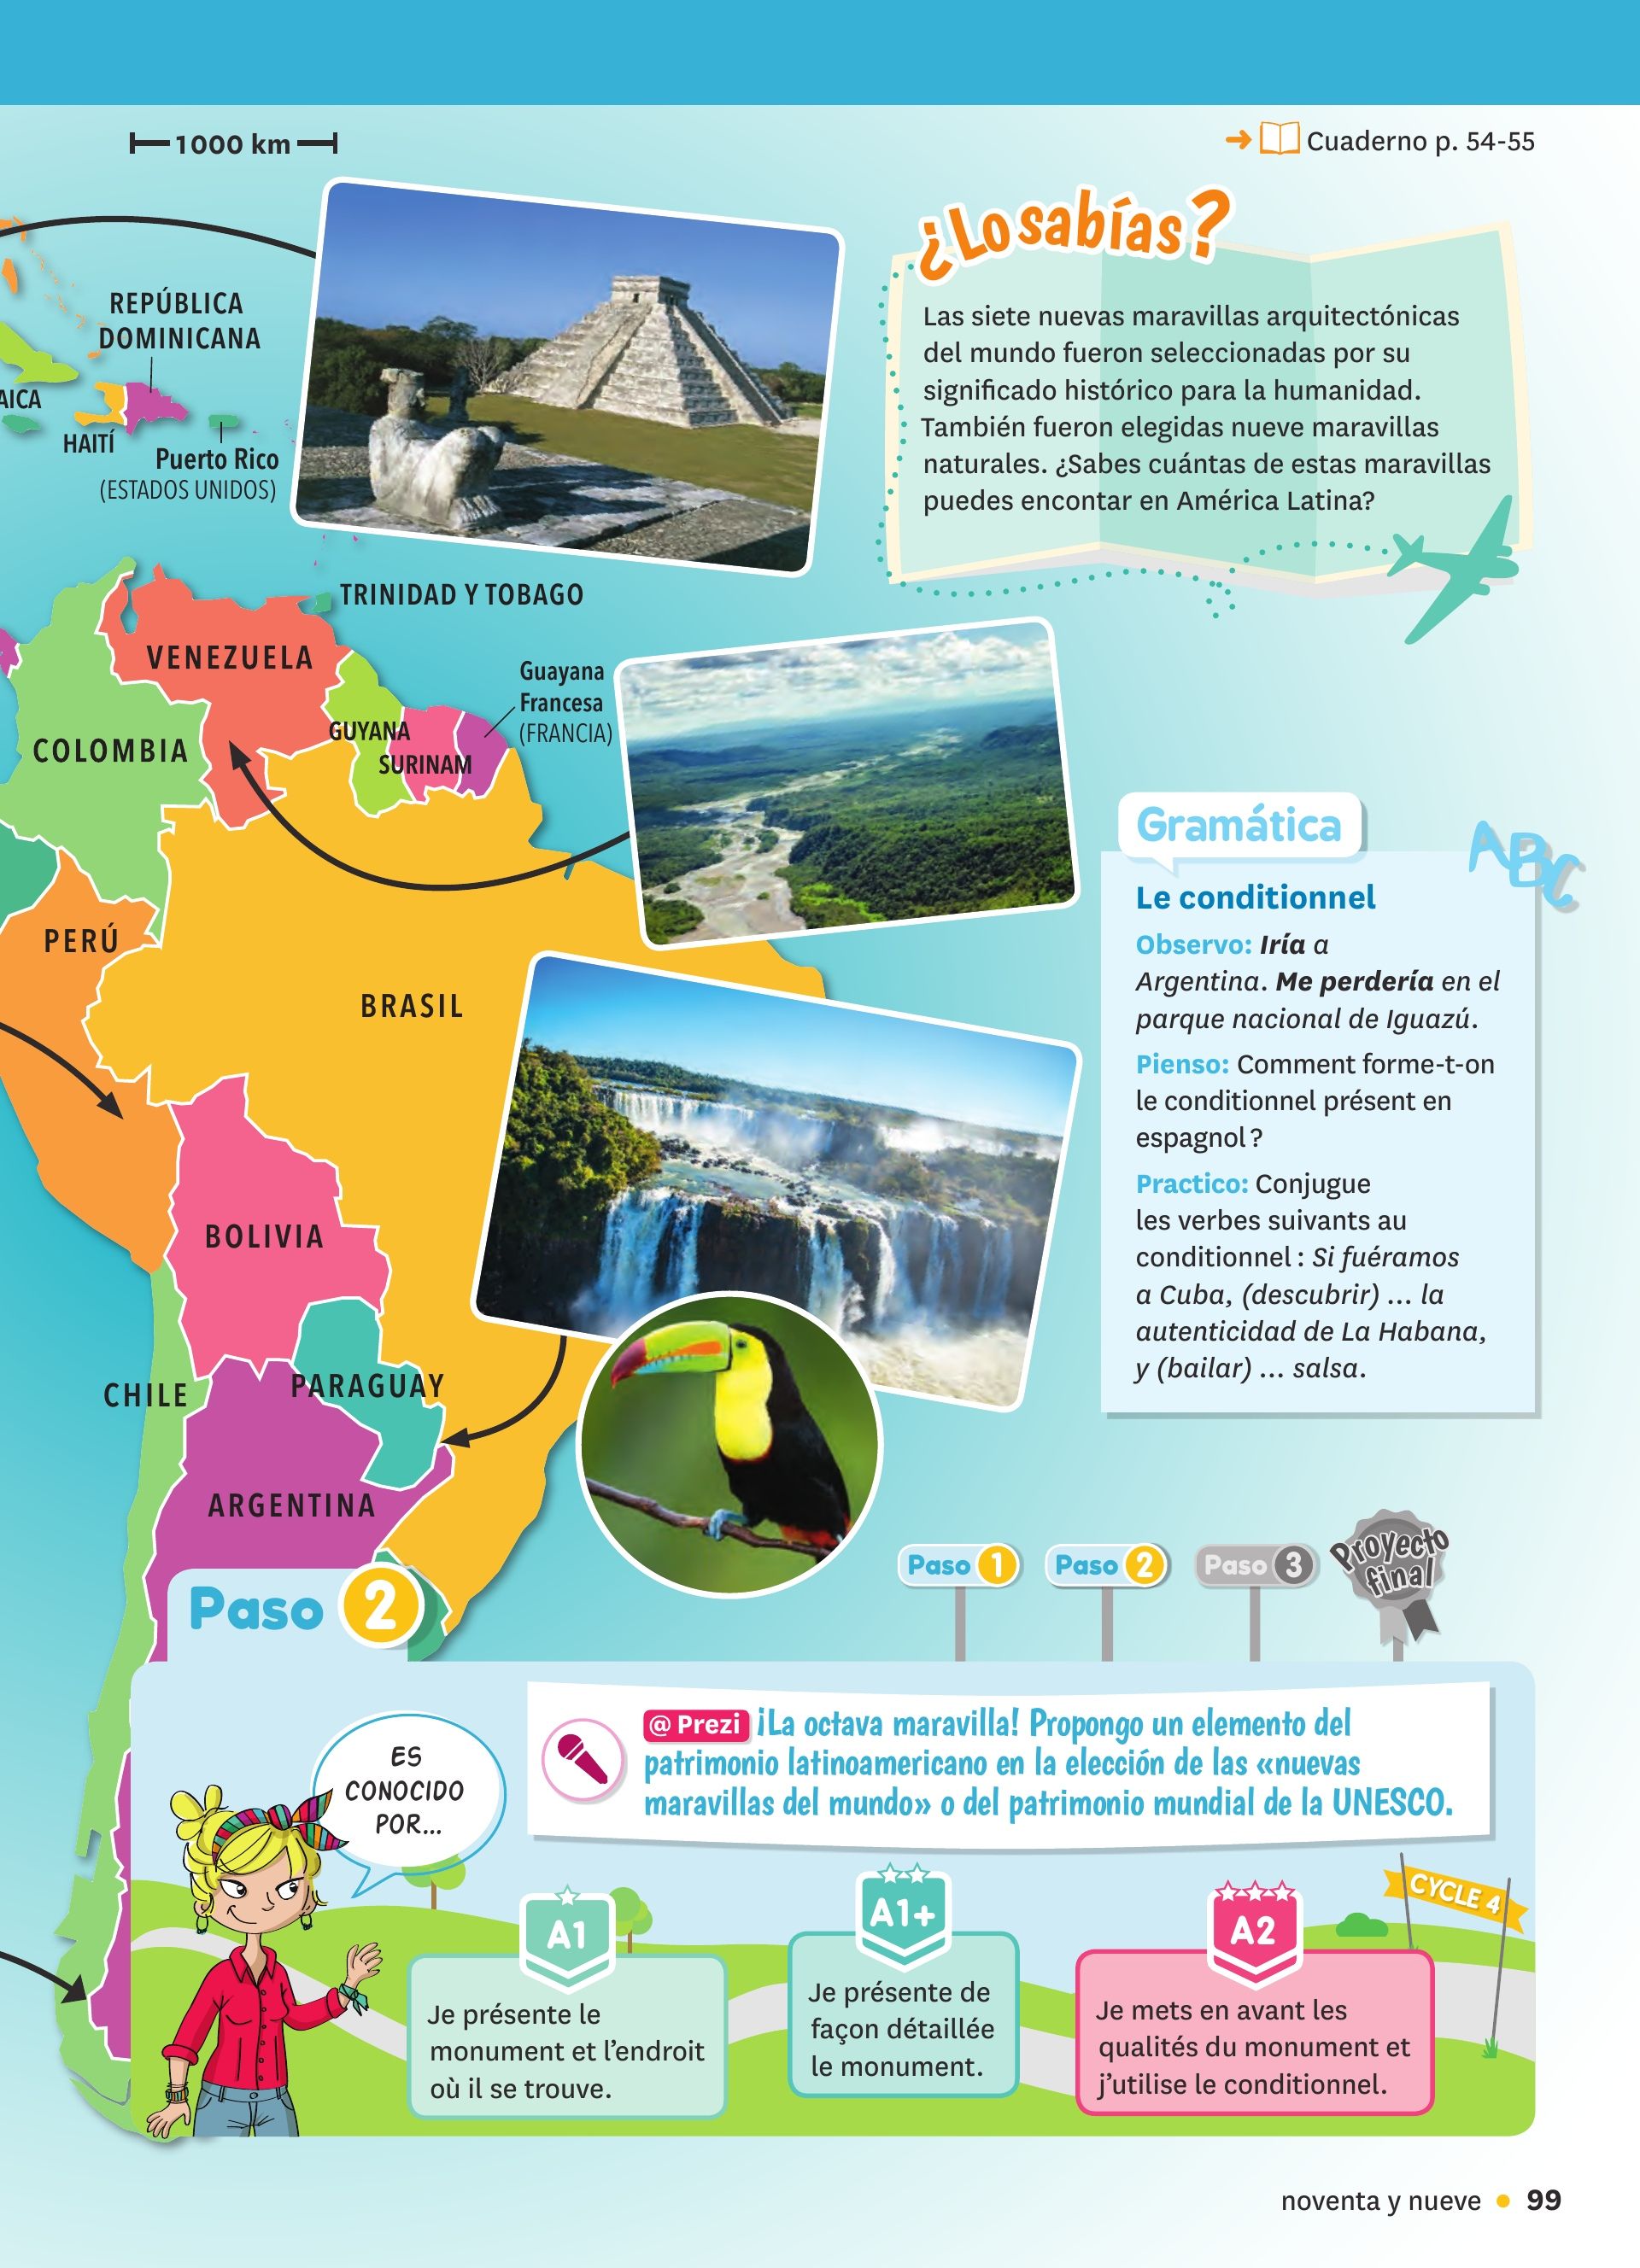 1000 km
Cuaderno p. 54-55
¿Lo sabías?
Las siete nuevas maravillas arquitectónicas
del mundo fueron seleccionadas por su
significado histórico para la humanidad.
También fueron elegidas nueve maravillas
naturales. ¿Sabes cuántas de estas maravillas
puedes encontar en América Latina?
REPÚBLICA
DOMINICANA
AICA
HAITÍ
Puerto Rico
(ESTADOS UNIDOS)
TRINIDAD Y TOBAGO
VENEZUELA
Guayana
Francesa
(FRANCIA)
GUYANA
SURINAM
COLOMBIA
PERÚ
BRASIL
BOLIVIA
PARAGUAY
CHILE
ARGENTINA
Gramática
ABC
Le conditionnel
Observo: Iría a
Argentina. Me perdería en el
parque nacional de Iguazú.
Pienso: Comment forme-t-on
le conditionnel présent en
espagnol ?
Practico: Conjugue
les verbes suivants au
conditionnel : Si fuéramos
a Cuba, (descubrir) ... la
autenticidad de La Habana,
y (bailar) ... salsa.
Paso 1
Paso 2
Paso 3
Proyecto
final
Paso 2
@ Prezi ¡La octava maravilla! Propongo un elemento del
patrimonio latinoamericano en la elección de las «nuevas
maravillas del mundo» o del patrimonio mundial de la UNESCO.
ES
CONOCIDO
POR...
CYCLE 4
A1
Je présente le
monument et l'endroit
où il se trouve.
A1+
Je présente de
façon détaillée
le monument.
A2
Je mets en avant les
qualités du monument et
j'utilise le conditionnel.
noventa y nueve • 99